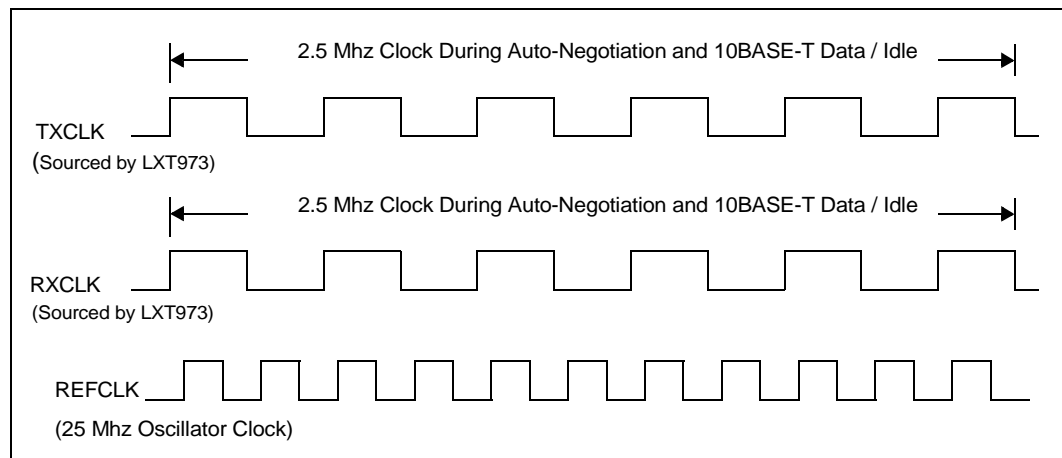 2.5 Mhz Clock During Auto-Negotiation and 10BASE-T Data / Idle
TXCLK
(Sourced by LXT973)
2.5 Mhz Clock During Auto-Negotiation and 10BASE-T Data / Idle
RXCLK
(Sourced by LXT973)
REFCLK
(25 Mhz Oscillator Clock)